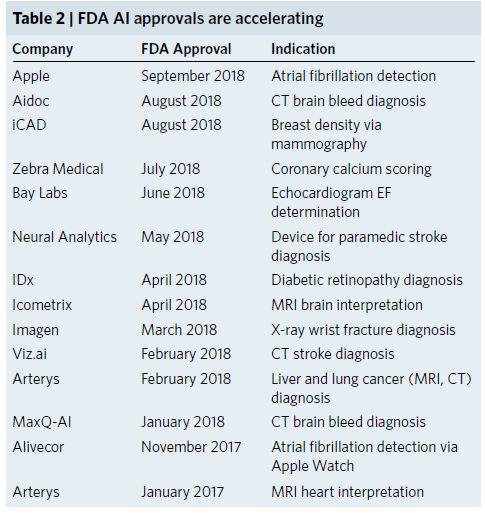 Table 2 | FDA AI approvals are accelerating
Company FDA Approval Indication
Apple September 2018 Atrial fibrillation detection
Aidoc August 2018 CT brain bleed diagnosis
iCAD August 2018 Breast density via
mammography
Zebra Medical July 2018 Coronary calcium scoring
Bay Labs June 2018 Echocardiogram EF
determination
Neural Analytics May 2018 Device for paramedic stroke
diagnosis
IDx April 2018 Diabetic retinopathy diagnosis
Icometrix April 2018 MRI brain interpretation
Imagen March 2018 X-ray wrist fracture diagnosis
Viz.ai February 2018 CT stroke diagnosis
Arterys February 2018 Liver and lung cancer (MRI, CT)
diagnosis
MaxQ-AI January 2018 CT brain bleed diagnosis
Alivecor November 2017 Atrial fibrillation detection via
Apple Watch
Arterys January 2017 MRI heart interpretation